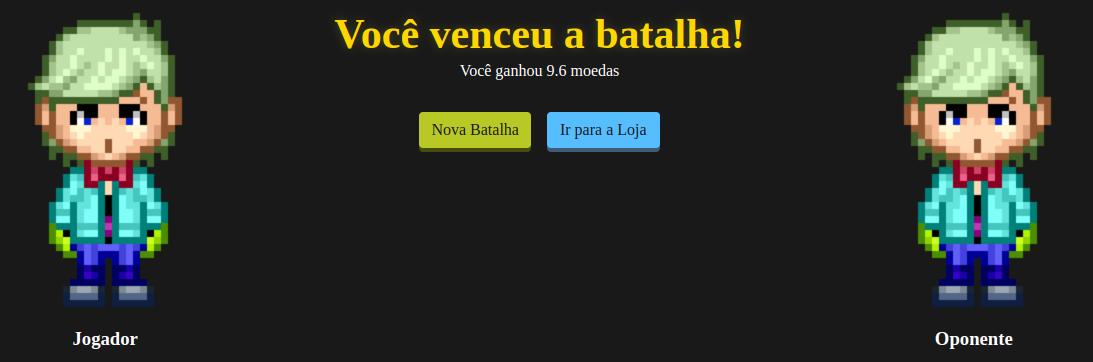 Você venceu a batalha!
Você ganhou 9.6 moedas
Nova Batalha
Ir para a Loja
Jogador
Oponente